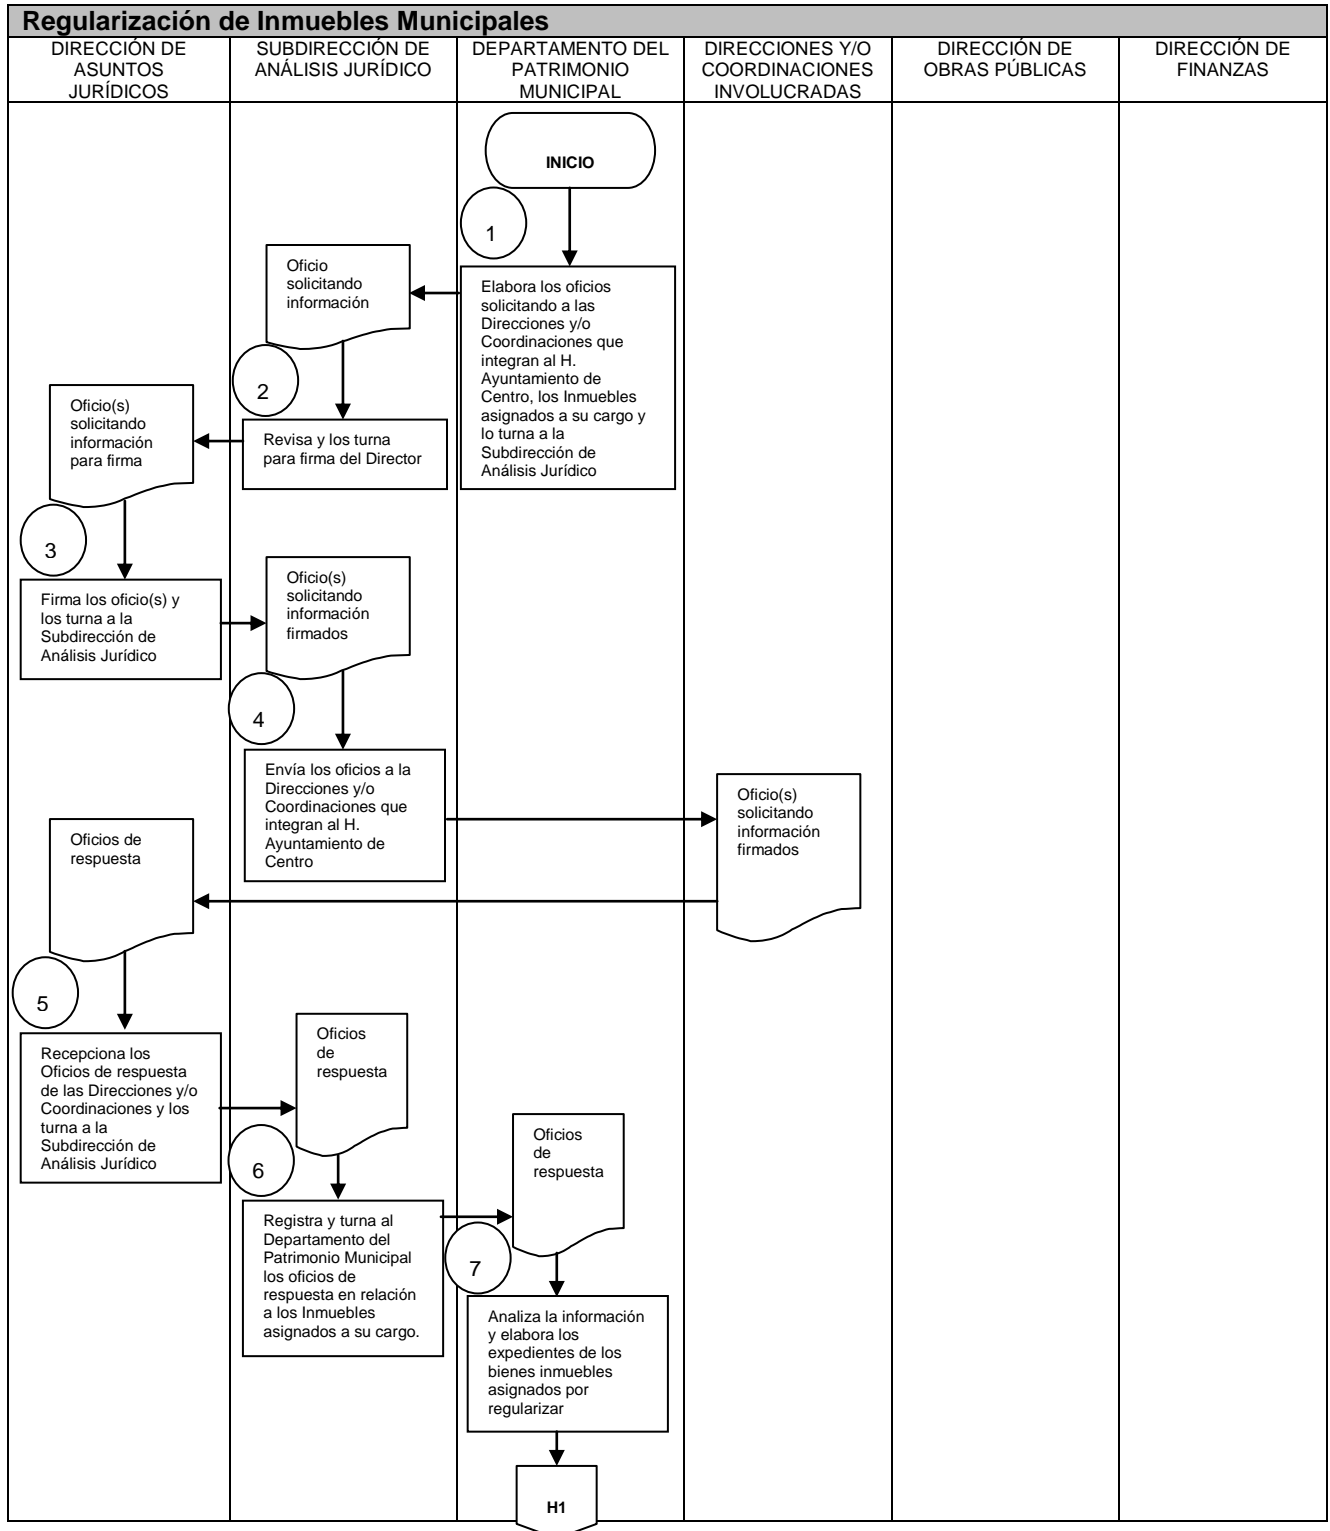 Regularización de Inmuebles Municipales
DIRECCIÓN DE
ASUNTOS
JURÍDICOS
SUBDIRECCIÓN DE
ANÁLISIS JURÍDICO
DEPARTAMENTO DEL
PATRIMONIO
MUNICIPAL
DIRECCIONES Y/O
COORDINACIONES
INVOLUCRADAS
DIRECCIÓN DE
OBRAS PÚBLICAS
DIRECCIÓN DE
FINANZAS
INICIO
1
Elabora los oficios
solicitando a las
Direcciones y/o
Coordinaciones que
integran al H.
Ayuntamiento de
Centro, los Inmuebles
asignados a su cargo y
lo turna a la
Subdirección de
Análisis Jurídico
Oficio
solicitando
información
2
Revisa y los turna
para firma del Director
Oficio(s)
solicitando
información
para firma
3
Firma los oficio(s) y
los turna a la
Subdirección de
Análisis Jurídico
Oficio(s)
solicitando
información
firmados
4
Envía los oficios a la
Direcciones y/o
Coordinaciones que
integran al H.
Ayuntamiento de
Centro
Oficio(s)
solicitando
información
firmados
Oficios de
respuesta
5
Recepciona los
Oficios de respuesta
de las Direcciones y/o
Coordinaciones y los
turna a la
Subdirección de
Análisis Jurídico
Oficios
de
respuesta
6
Registra y turna al
Departamento del
Patrimonio Municipal
los oficios de
respuesta en relación
a los Inmuebles
asignados a su cargo.
Oficios
de
respuesta
7
Analiza la información
y elabora los
expedientes de los
bienes inmuebles
asignados por
regularizar
H1